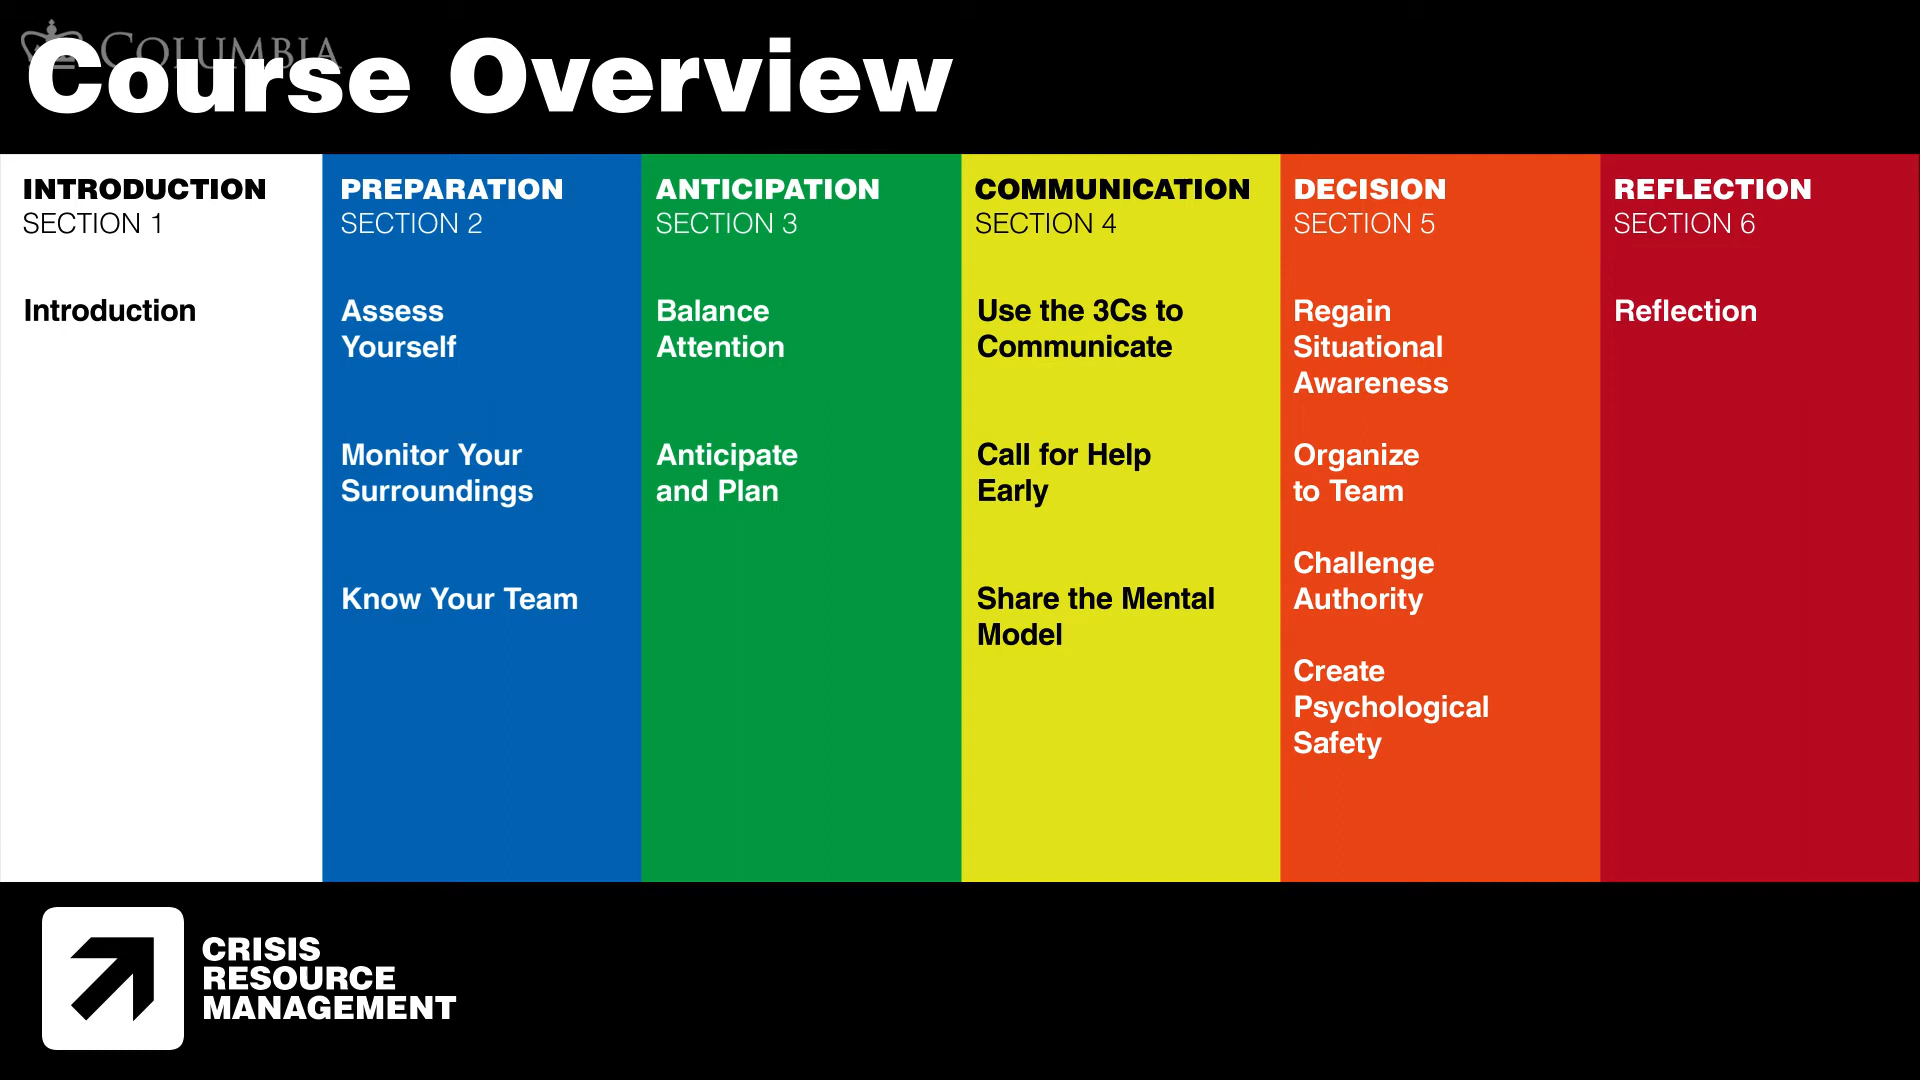 COLUMBIA
Course Overview
INTRODUCTION
SECTION 1
Introduction
PREPARATION
SECTION 2
Assess
Yourself
Monitor Your
Surroundings
Know Your Team
ANTICIPATION
SECTION 3
Balance
Attention
Anticipate
and Plan
COMMUNICATION
SECTION 4
Use the 3Cs to
Communicate
Call for Help
Early
Share the Mental
Model
DECISION
SECTION 5
Regain
Situational
Awareness
Organize
to Team
Challenge
Authority
Create
Psychological
Safety
REFLECTION
SECTION 6
Reflection
CRISIS
RESOURCE
MANAGEMENT